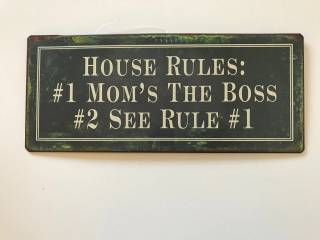 House Rules:
#1 Mom's The Boss
#2 See Rule #1